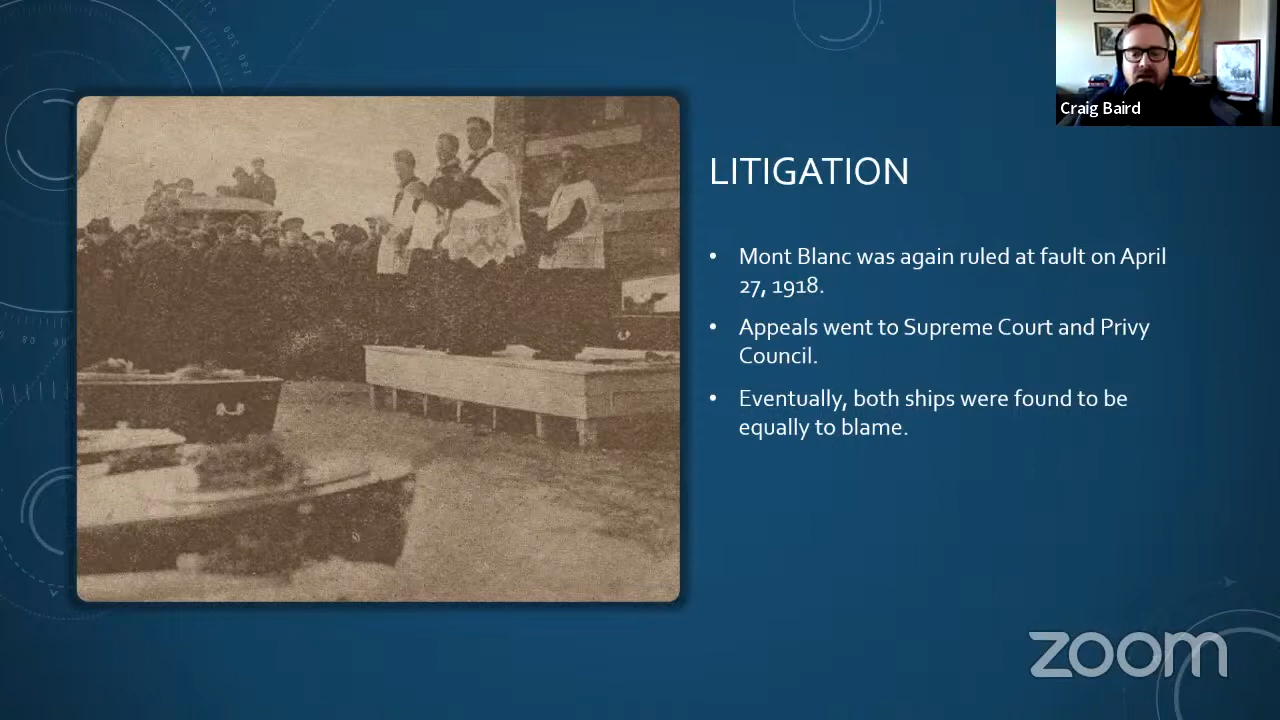 Craig Baird
LITIGATION
• Mont Blanc was again ruled at fault on April
27, 1918.
• Appeals went to Supreme Court and Privy
Council.
• Eventually, both ships were found to be
equally to blame.
zoom